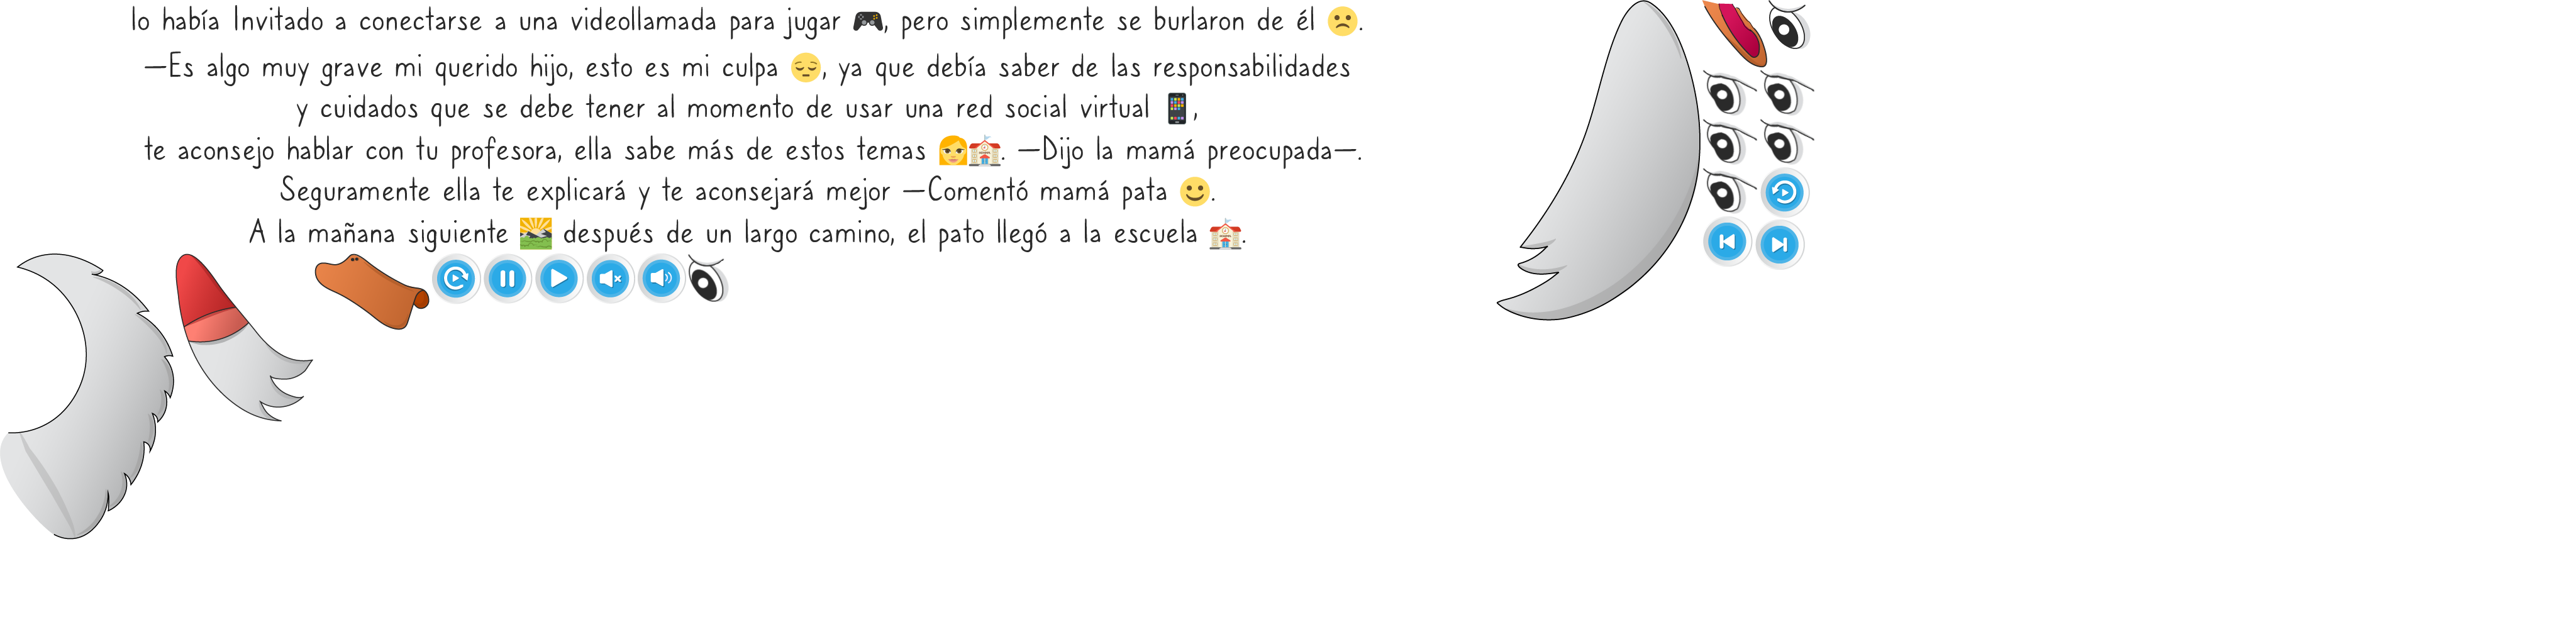 lo había Invitado a conectarse a una videollamada para jugar 🎮, pero simplemente se burlaron de él 🙁.
—Es algo muy grave mi querido hijo, esto es mi culpa 😔, ya que debía saber de las responsabilidades
y cuidados que se debe tener al momento de usar una red social virtual 📱,
te aconsejo hablar con tu profesora, ella sabe más de estos temas 👩🏫. —Dijo la mamá preocupada—.
Seguramente ella te explicará y te aconsejará mejor —Comentó mamá pata 🙂.
A la mañana siguiente 🌄 después de un largo camino, el pato llegó a la escuela 🏫.